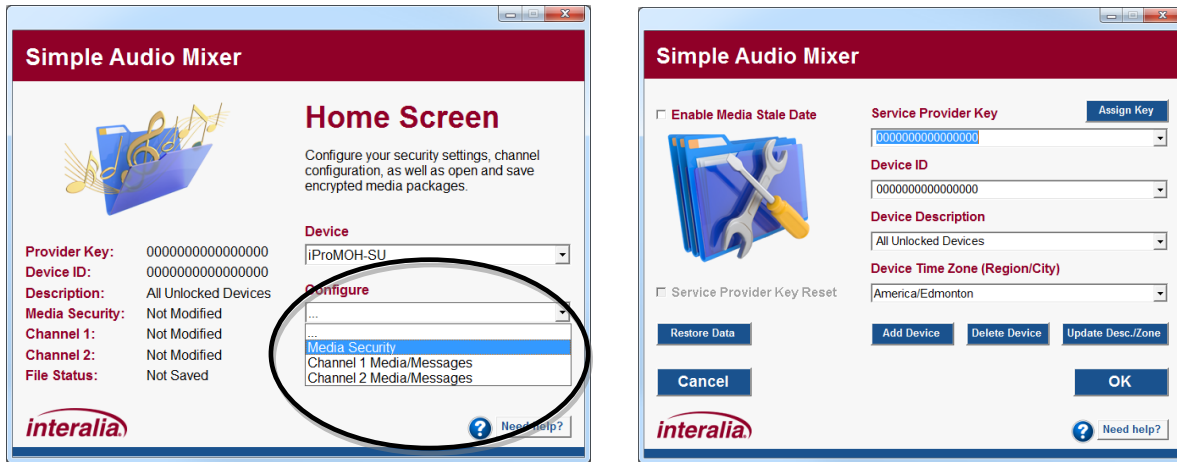 Simple Audio Mixer
Home Screen
Configure your security settings, channel
configuration, as well as open and save
encrypted media packages.
Device
iProMOH-SU
Configure
...
...
Media Security
Channel 1 Media/Messages
Channel 2 Media/Messages
Provider Key: 0000000000000000
Device ID: 0000000000000000
Description: All Unlocked Devices
Media Security: Not Modified
Channel 1: Not Modified
Channel 2: Not Modified
File Status: Not Saved
interalia
? Need help?
Simple Audio Mixer
Enable Media Stale Date
Service Provider Key
Assign Key
0000000000000000
Device ID
0000000000000000
Device Description
All Unlocked Devices
Device Time Zone (Region/City)
America/Edmonton
Service Provider Key Reset
Restore Data
Add Device
Delete Device
Update Desc./Zone
Cancel
OK
interalia
? Need help?